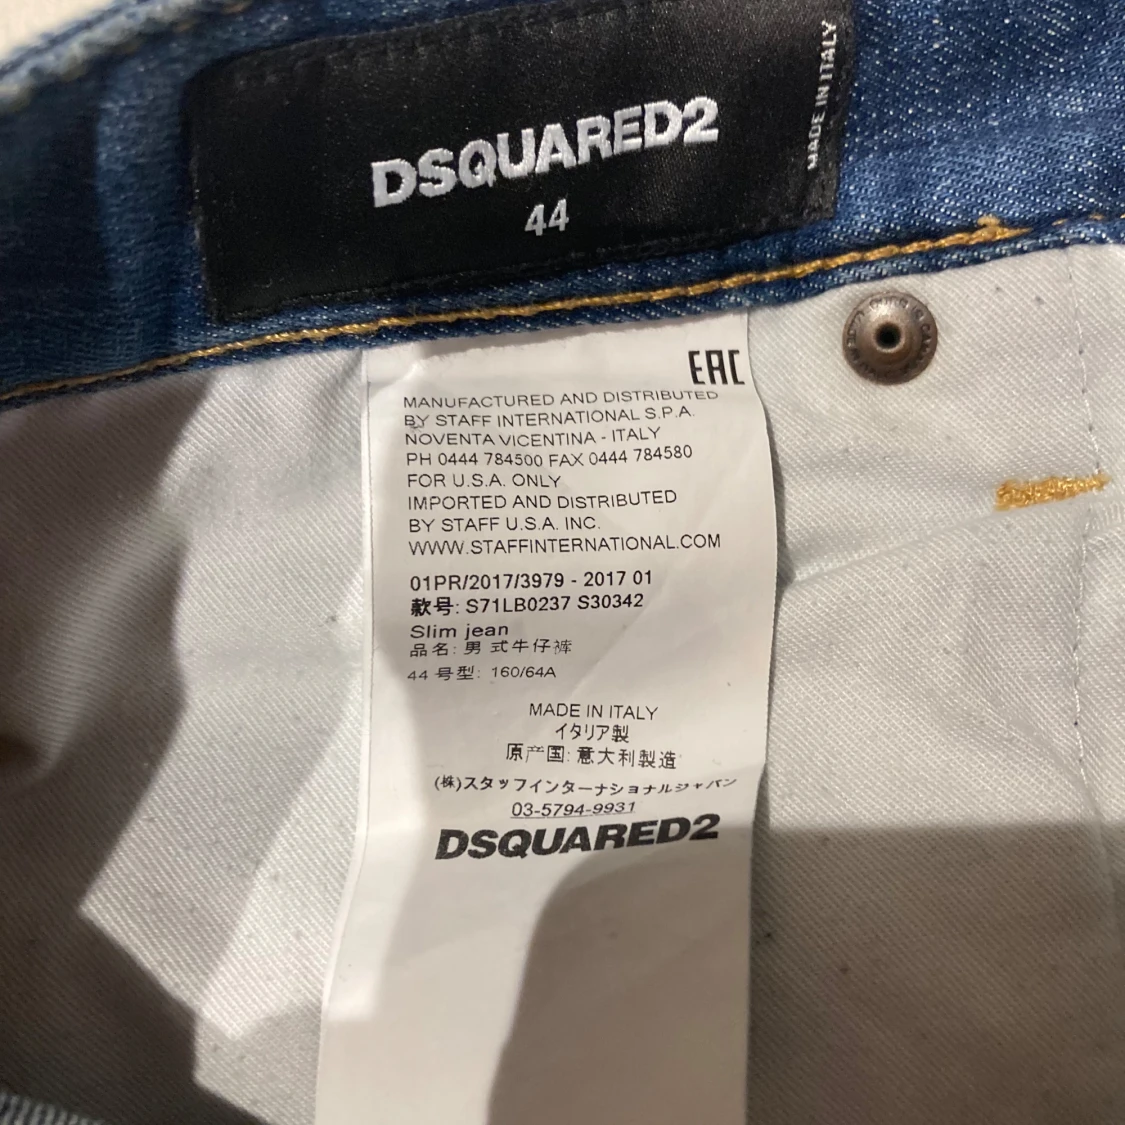 DSQUARED2
44
MADE IN ITALY
EAC
MANUFACTURED AND DISTRIBUTED
BY STAFF INTERNATIONAL S.P.A.
NOVENTA VICENTINA - ITALY
PH 0444 784500 FAX 0444 784580
FOR U.S.A. ONLY
IMPORTED AND DISTRIBUTED
BY STAFF U.S.A. INC.
WWW.STAFFINTERNATIONAL.COM
01PR/2017/3979 - 2017 01
款号: S71LB0237 S30342
Slim jean
品名: 男 式牛仔裤
44 号型: 160/64A
MADE IN ITALY
イタリア製
原产国: 意大利製造
(株)スタッフインターナショナルジャパン
03-5794-9931
DSQUARED2